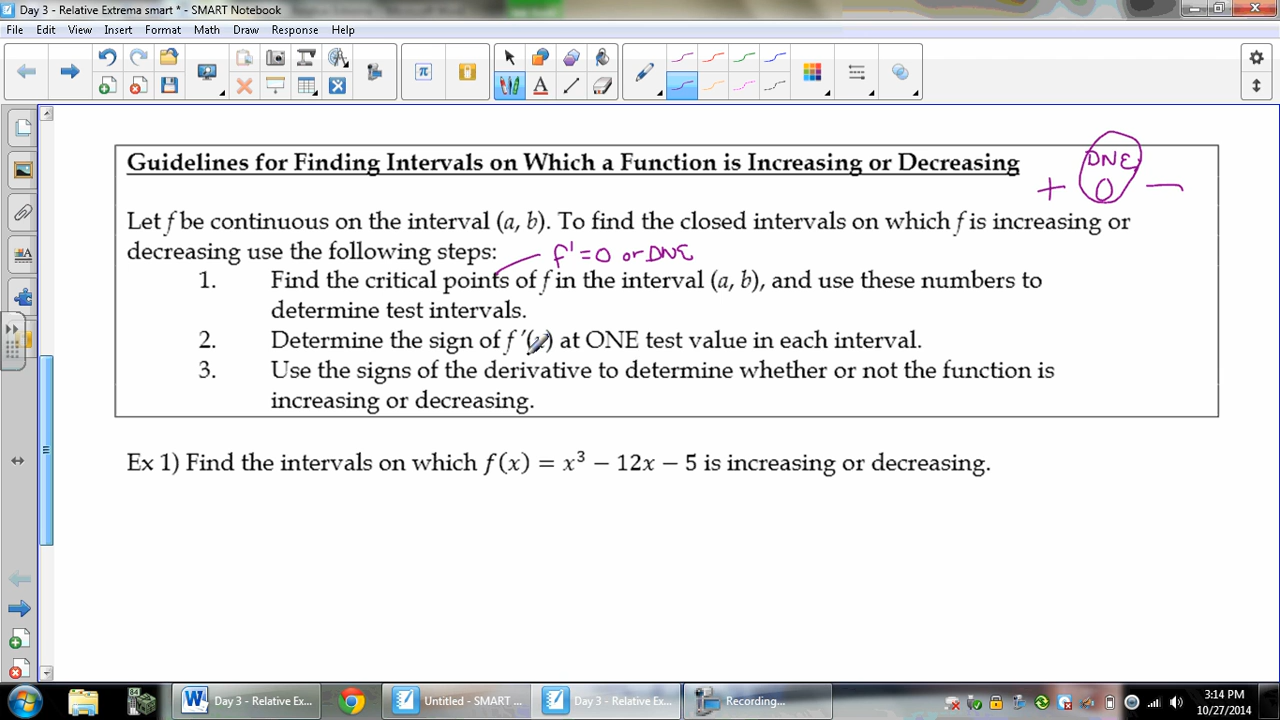 Day 3 - Relative Extrema smart * - SMART Notebook
File Edit View Insert Format Math Draw Response Help
Guidelines for Finding Intervals on Which a Function is Increasing or Decreasing
DNE
+ 0 −
Let f be continuous on the interval (a, b). To find the closed intervals on which f is increasing or
decreasing use the following steps:
f' = 0 or DNE
1. Find the critical points of f in the interval (a, b), and use these numbers to
determine test intervals.
2. Determine the sign of f '(x) at ONE test value in each interval.
3. Use the signs of the derivative to determine whether or not the function is
increasing or decreasing.
Ex 1) Find the intervals on which f(x) = x³ − 12x − 5 is increasing or decreasing.
Day 3 - Relative Ex... Untitled - SMART ... Day 3 - Relative Ex... Recording...
3:14 PM
10/27/2014